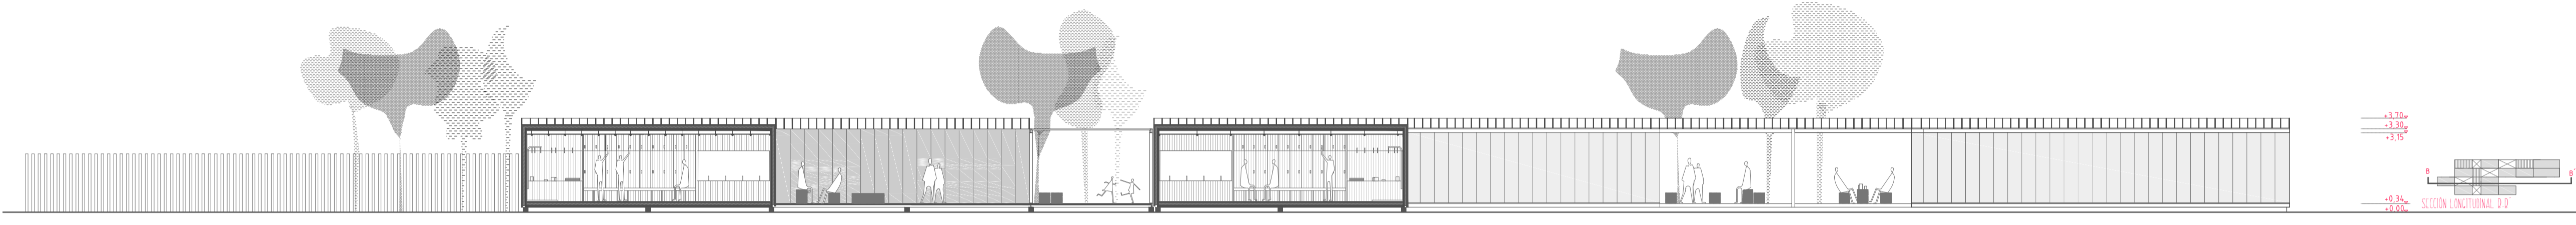 +3,70
+3,30
+3,15
B B'
+0,34
SECCIÓN LONGITUDINAL B B'
+0,00